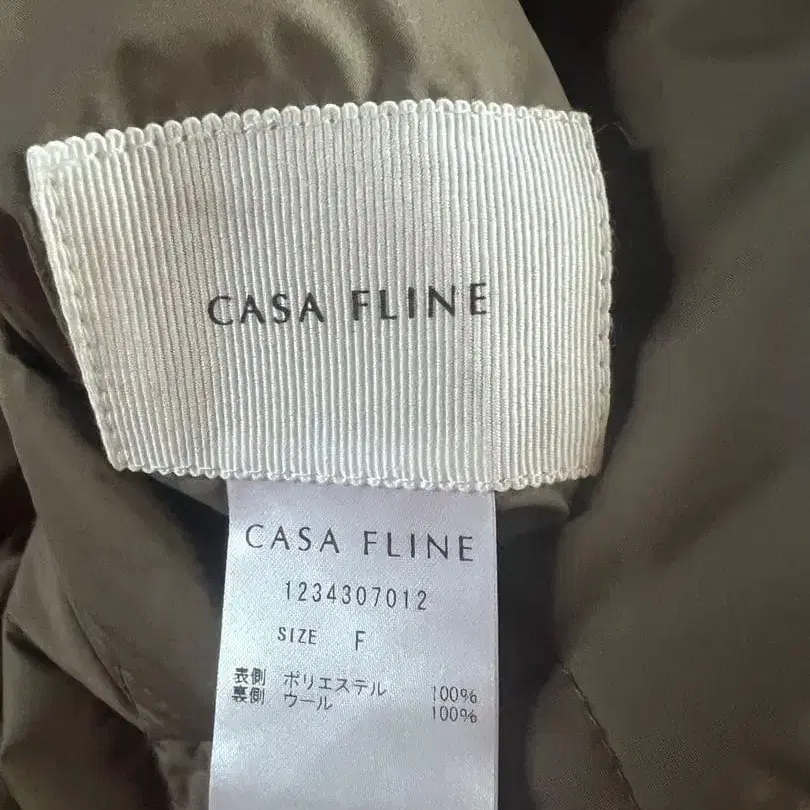 CASA FLINE
CASA FLINE
1234307012
SIZE F
表側 ポリエステル 100%
裏側 ウール 100%